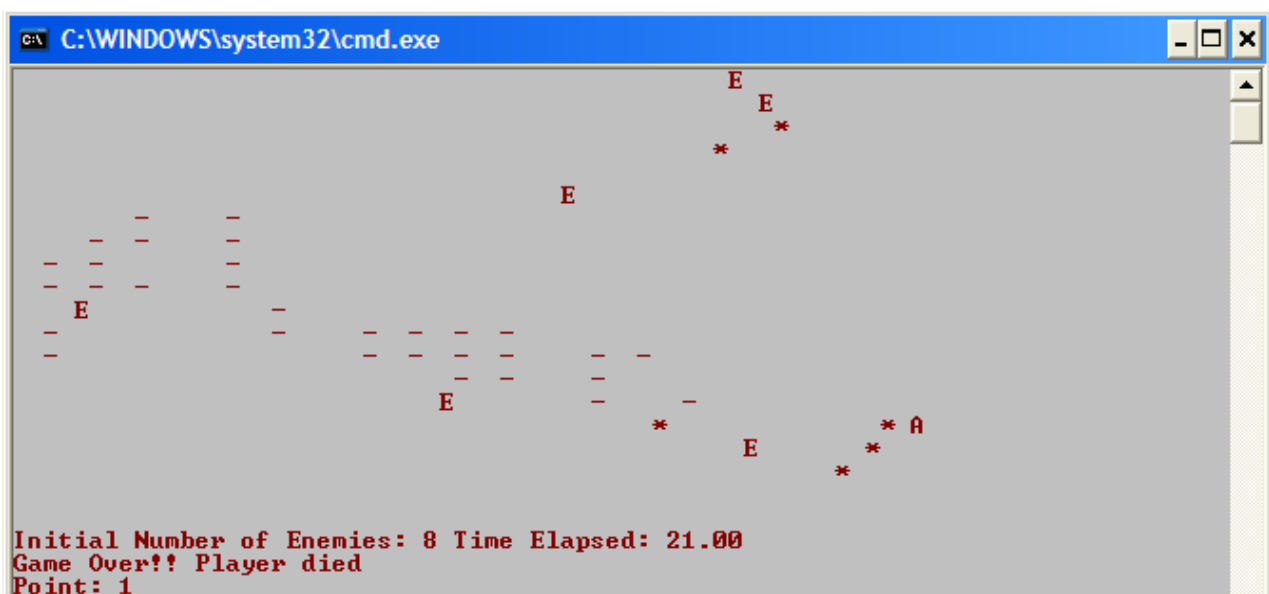 C:\WINDOWS\system32\cmd.exe
E
E
*
*
E
- -
- - -
- - -
- - - -
E -
- - - - - -
- - - - - - -
- - -
E - -
* * A
E *
*
Initial Number of Enemies: 8 Time Elapsed: 21.00
Game Over!! Player died
Point: 1